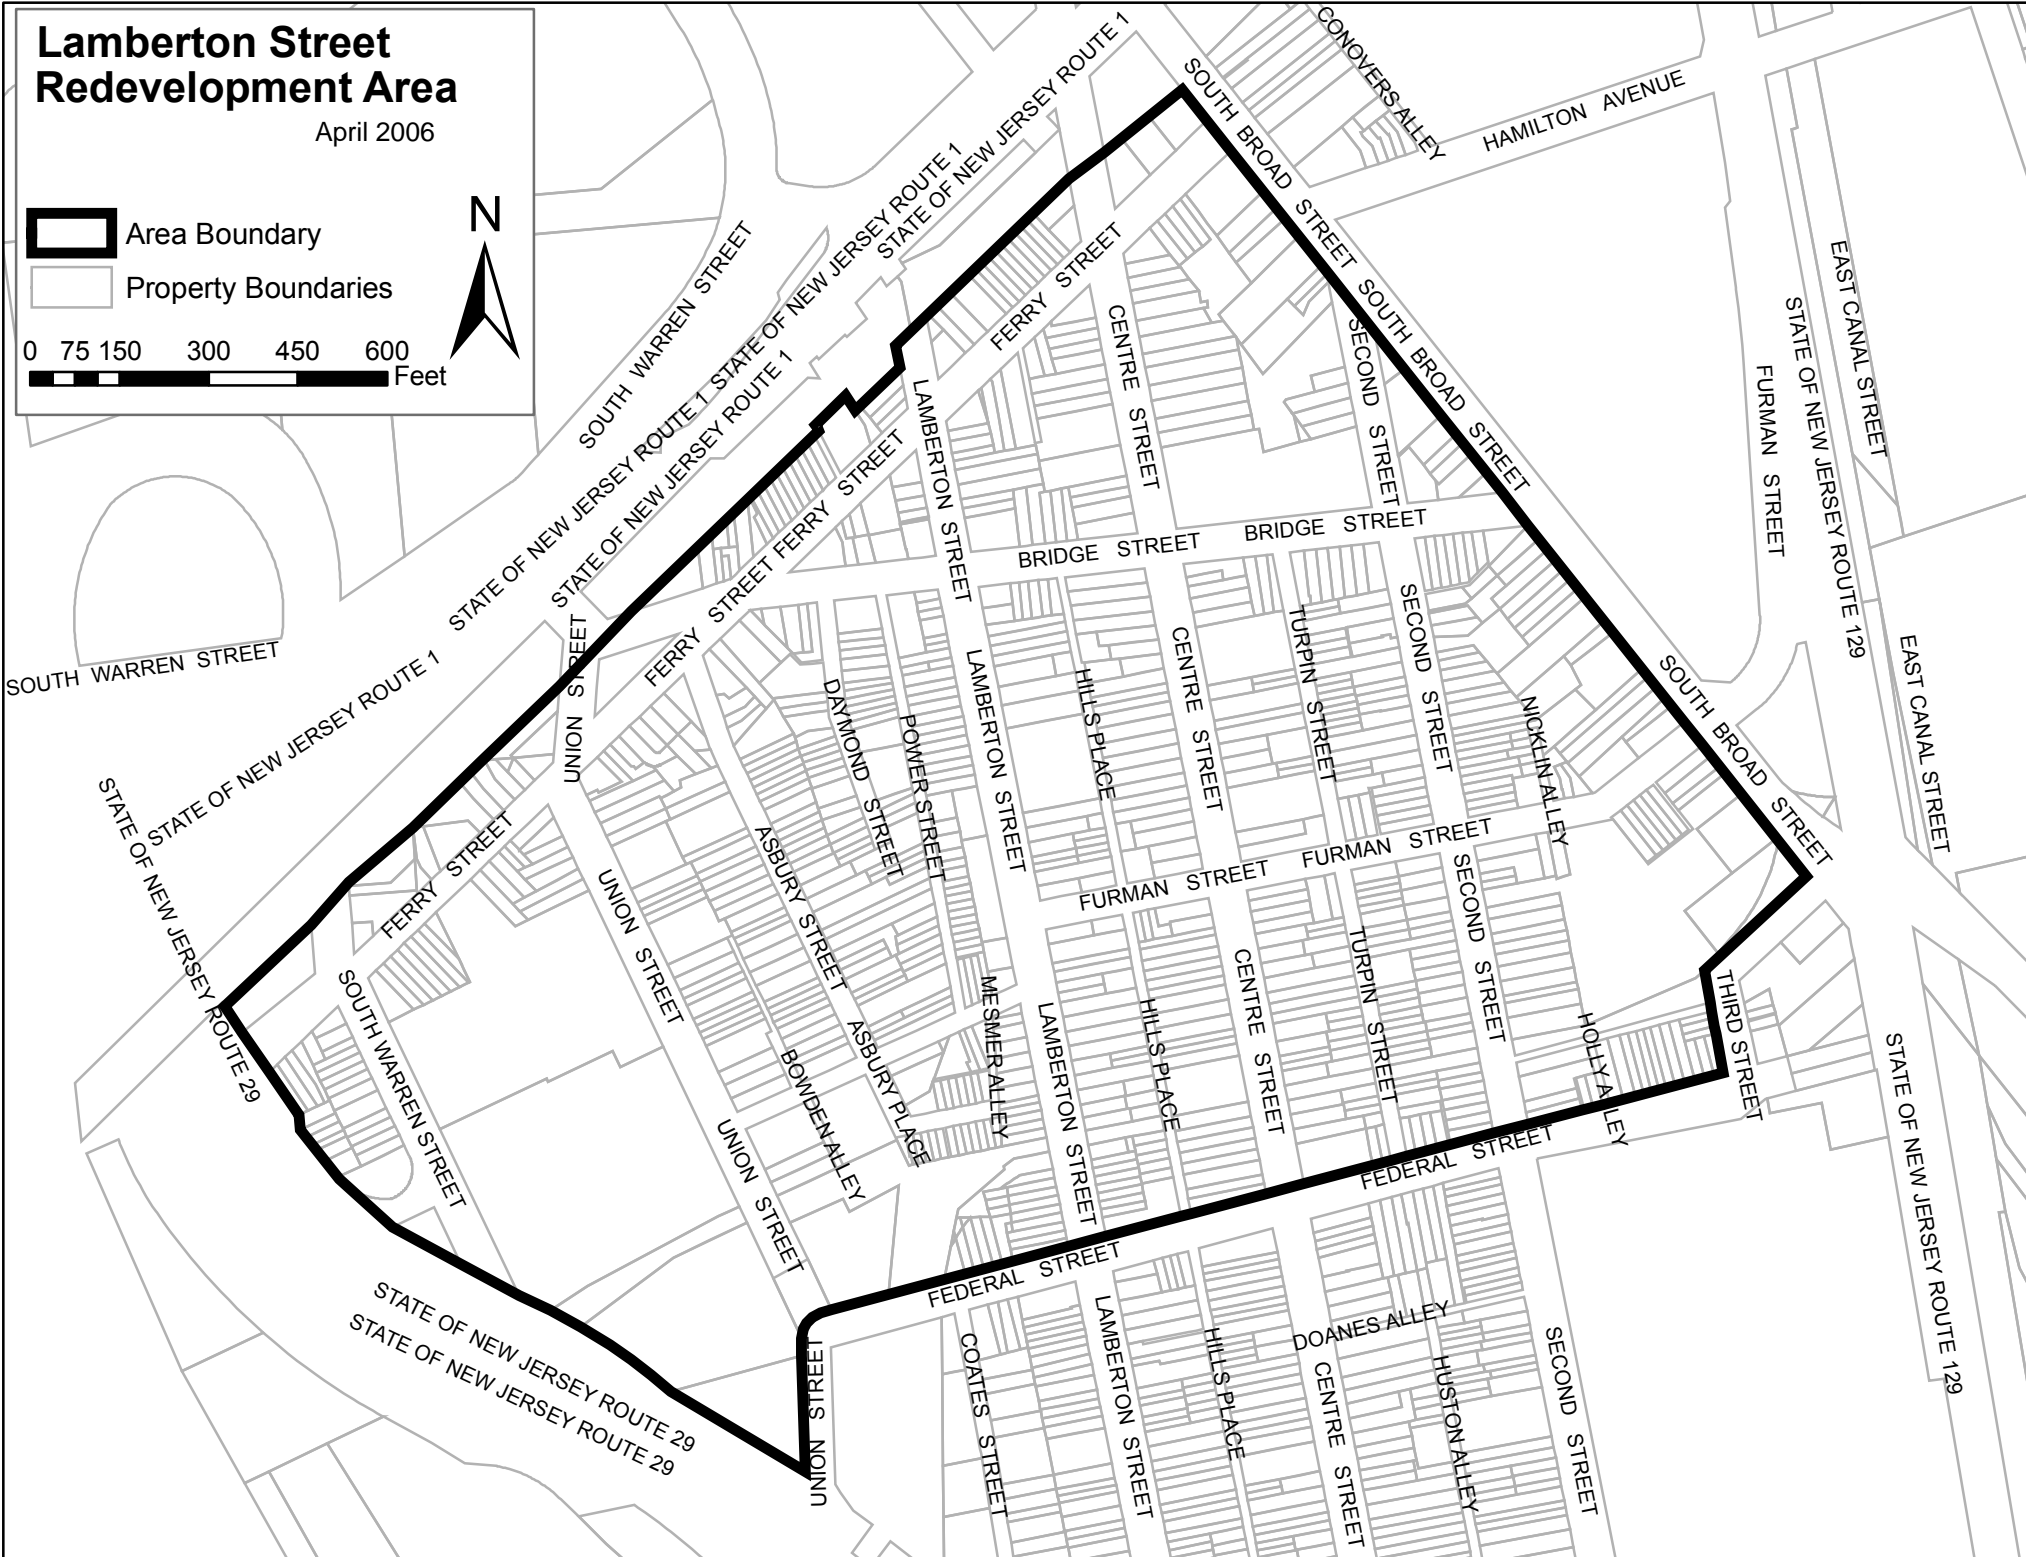 Lamberton Street
Redevelopment Area
April 2006
N
Area Boundary
Property Boundaries
0 75 150 300 450 600
Feet
CONOVERS ALLEY
HAMILTON AVENUE
STATE OF NEW JERSEY ROUTE 1
STATE OF NEW JERSEY ROUTE 1
STATE OF NEW JERSEY ROUTE 1
STATE OF NEW JERSEY ROUTE 1
STATE OF NEW JERSEY ROUTE 1
SOUTH WARREN STREET
SOUTH BROAD STREET
SOUTH BROAD STREET
SOUTH BROAD STREET
EAST CANAL STREET
STATE OF NEW JERSEY ROUTE 129
FURMAN STREET
FERRY STREET
CENTRE STREET
SECOND STREET
LAMBERTON STREET
FERRY STREET
FERRY STREET
BRIDGE STREET
BRIDGE STREET
SOUTH WARREN STREET
STATE OF NEW JERSEY ROUTE 1
UNION STREET
DAYMOND STREET
POWER STREET
LAMBERTON STREET
HILLS PLACE
CENTRE STREET
TURPIN STREET
SECOND STREET
NICKLIN ALLEY
EAST CANAL STREET
STATE OF NEW JERSEY ROUTE 29
FERRY STREET
UNION STREET
ASBURY STREET
FURMAN STREET
FURMAN STREET
SOUTH WARREN STREET
BOWDEN ALLEY
ASBURY PLACE
MESMER ALLEY
LAMBERTON STREET
HILLS PLACE
CENTRE STREET
TURPIN STREET
SECOND STREET
HOLLY ALLEY
THIRD STREET
STATE OF NEW JERSEY ROUTE 129
UNION STREET
FEDERAL STREET
FEDERAL STREET
STATE OF NEW JERSEY ROUTE 29
STATE OF NEW JERSEY ROUTE 29
UNION STREET
COATES STREET
LAMBERTON STREET
HILLS PLACE
DOANES ALLEY
CENTRE STREET
HUSTON ALLEY
SECOND STREET